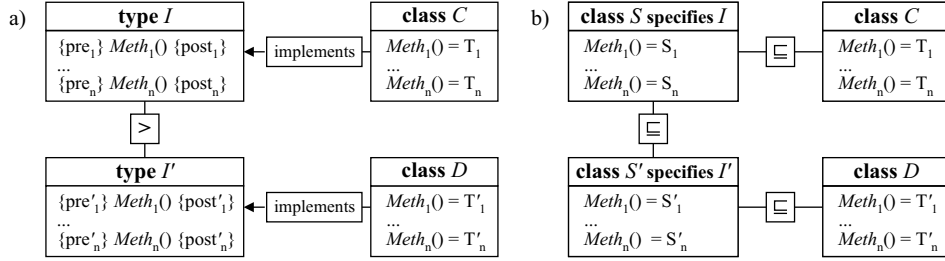 a)
type I
{pre₁} Meth₁() {post₁}
...
{preₙ} Methₙ() {postₙ}
implements
class C
Meth₁() = T₁
...
Methₙ() = Tₙ
>
type I′
{pre′₁} Meth₁() {post′₁}
...
{pre′ₙ} Methₙ() {post′ₙ}
implements
class D
Meth₁() = T′₁
...
Methₙ() = T′ₙ
b)
class S specifies I
Meth₁() = S₁
...
Methₙ() = Sₙ
⊑
class C
Meth₁() = T₁
...
Methₙ() = Tₙ
⊑
class S′ specifies I′
Meth₁() = S′₁
...
Methₙ() = S′ₙ
⊑
class D
Meth₁() = T′₁
...
Methₙ() = T′ₙ